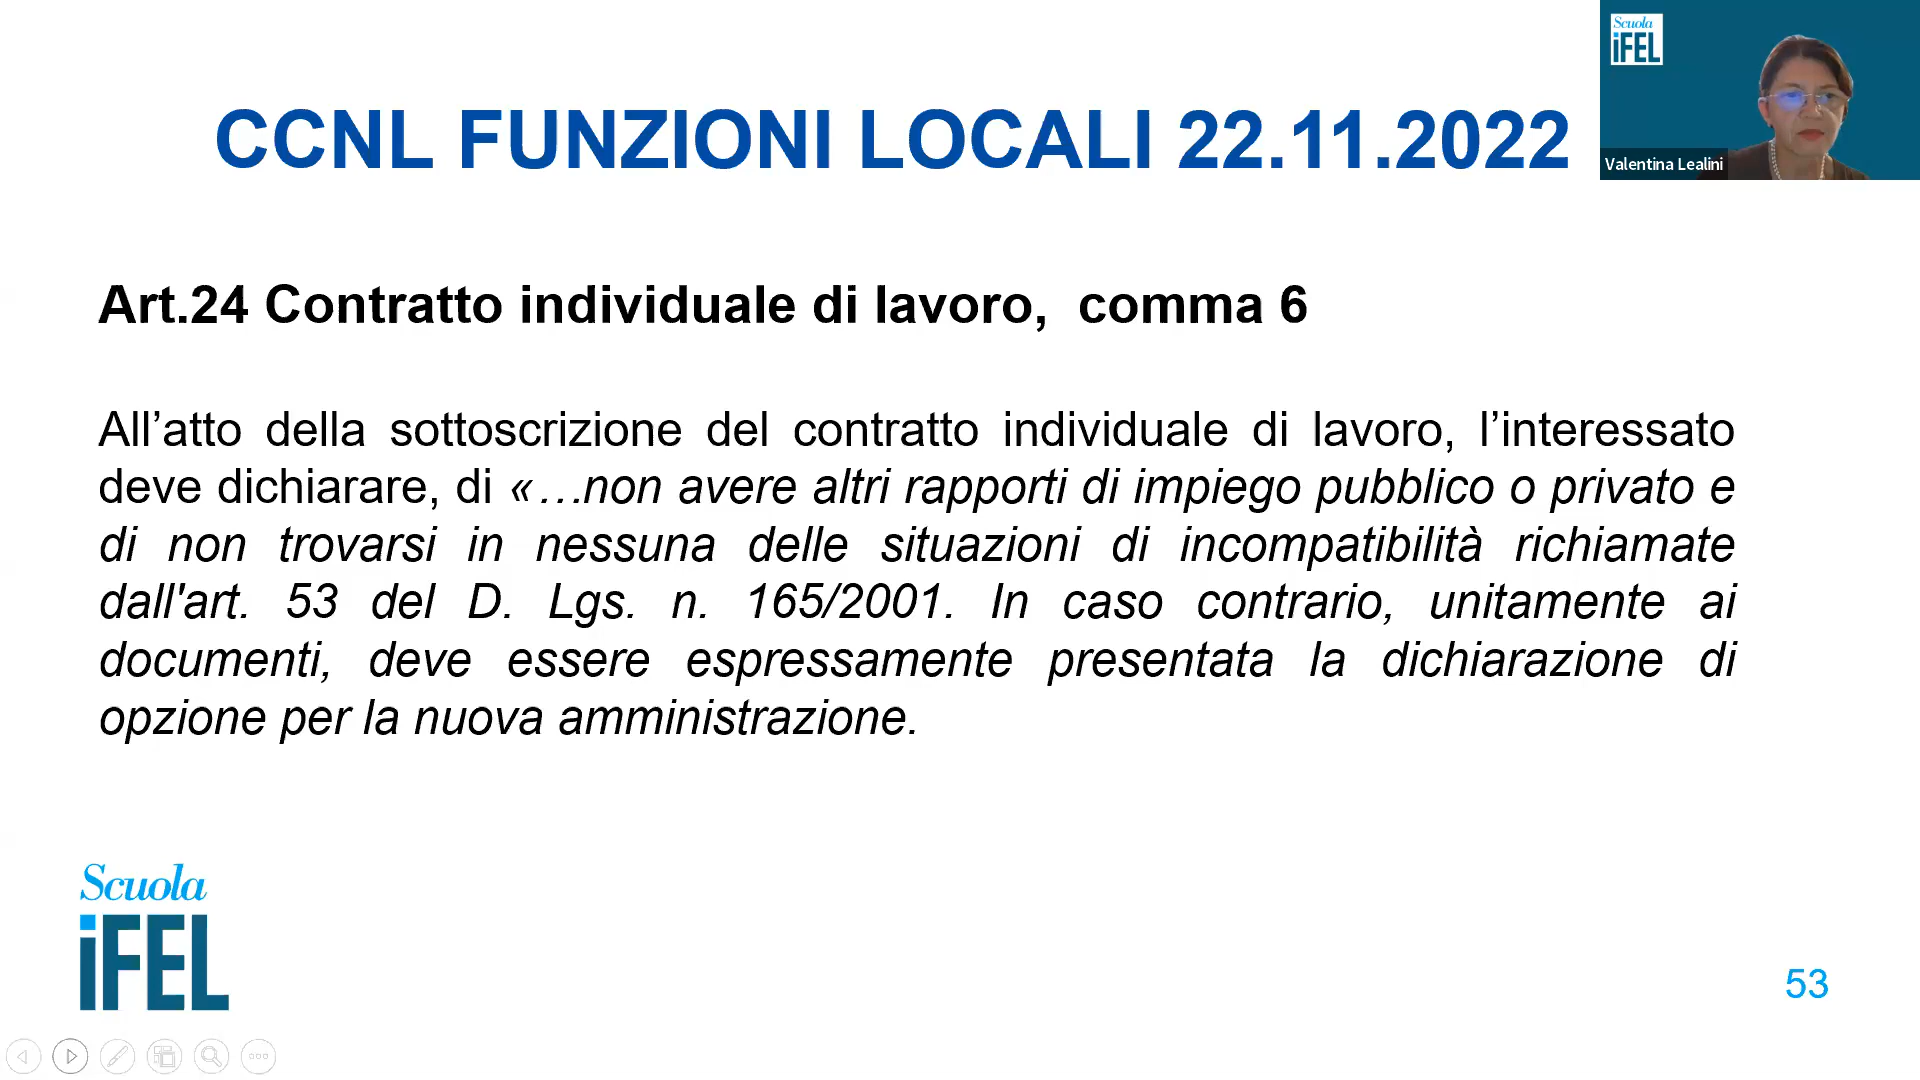 Scuola
iFEL
CCNL FUNZIONI LOCALI 22.11.2022
Valentina Lealini
Art.24 Contratto individuale di lavoro, comma 6
All’atto della sottoscrizione del contratto individuale di lavoro, l’interessato
deve dichiarare, di «…non avere altri rapporti di impiego pubblico o privato e
di non trovarsi in nessuna delle situazioni di incompatibilità richiamate
dall'art. 53 del D. Lgs. n. 165/2001. In caso contrario, unitamente ai
documenti, deve essere espressamente presentata la dichiarazione di
opzione per la nuova amministrazione.
Scuola
iFEL
53